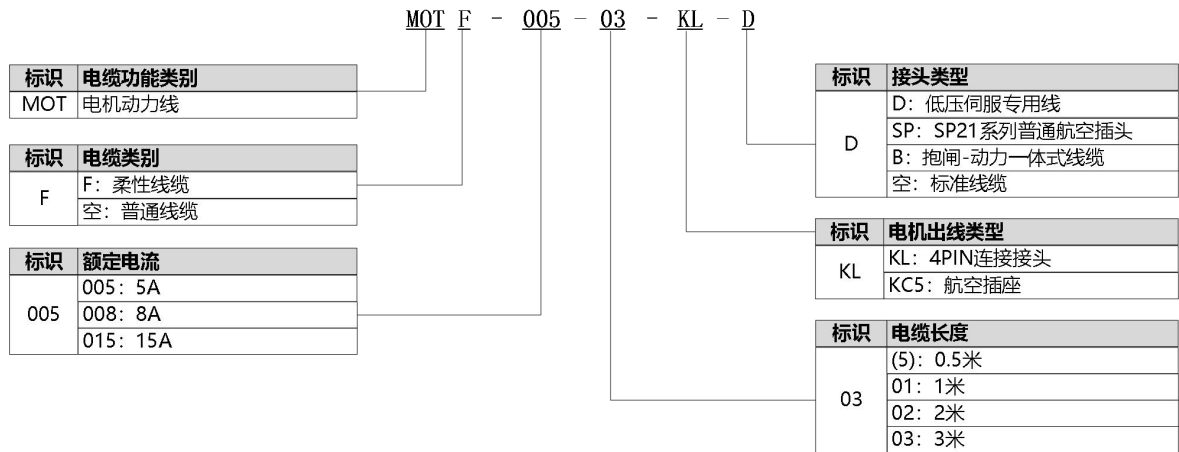 MOT F - 005 - 03 - KL - D
标识 电缆功能类别
MOT 电机动力线
标识 电缆类别
F
F：柔性线缆
空：普通线缆
标识 额定电流
005
005：5A
008：8A
015：15A
标识 接头类型
D
D：低压伺服专用线
SP：SP21系列普通航空插头
B：抱闸-动力一体式线缆
空：标准线缆
标识 电机出线类型
KL
KL：4PIN连接接头
KC5：航空插座
标识 电缆长度
03
(5)：0.5米
01：1米
02：2米
03：3米